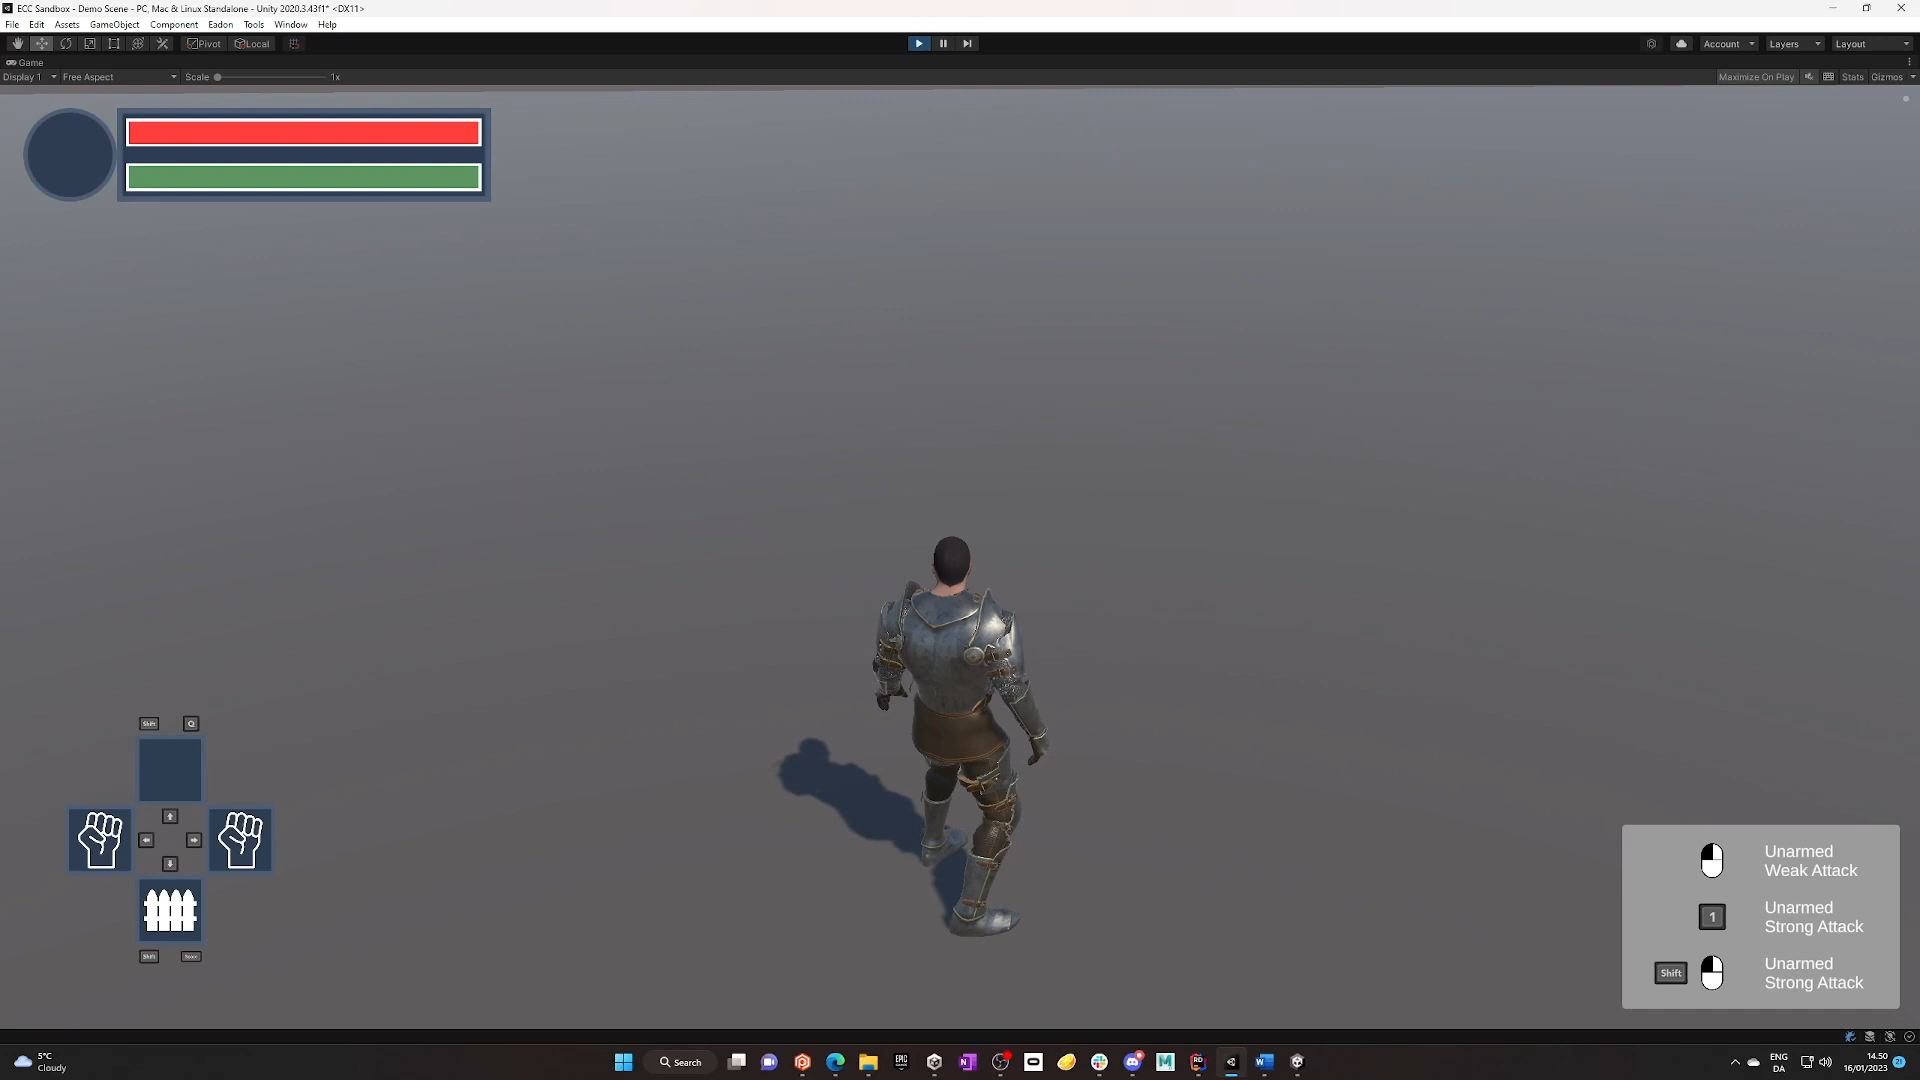 ECC Sandbox - Demo Scene - PC, Mac & Linux Standalone - Unity 2020.3.43f1* <DX11>
File Edit Assets GameObject Component Eadon Tools Window Help
Pivot Local Account Layers Layout
Game
Display 1 Free Aspect Scale 1x Maximize On Play Stats Gizmos
Shift Q
Unarmed
Weak Attack
1
Unarmed
Strong Attack
Shift
Unarmed
Strong Attack
Shift
5°C
Cloudy
Search
EPIC
ENG
DA
14.50
16/01/2023
21